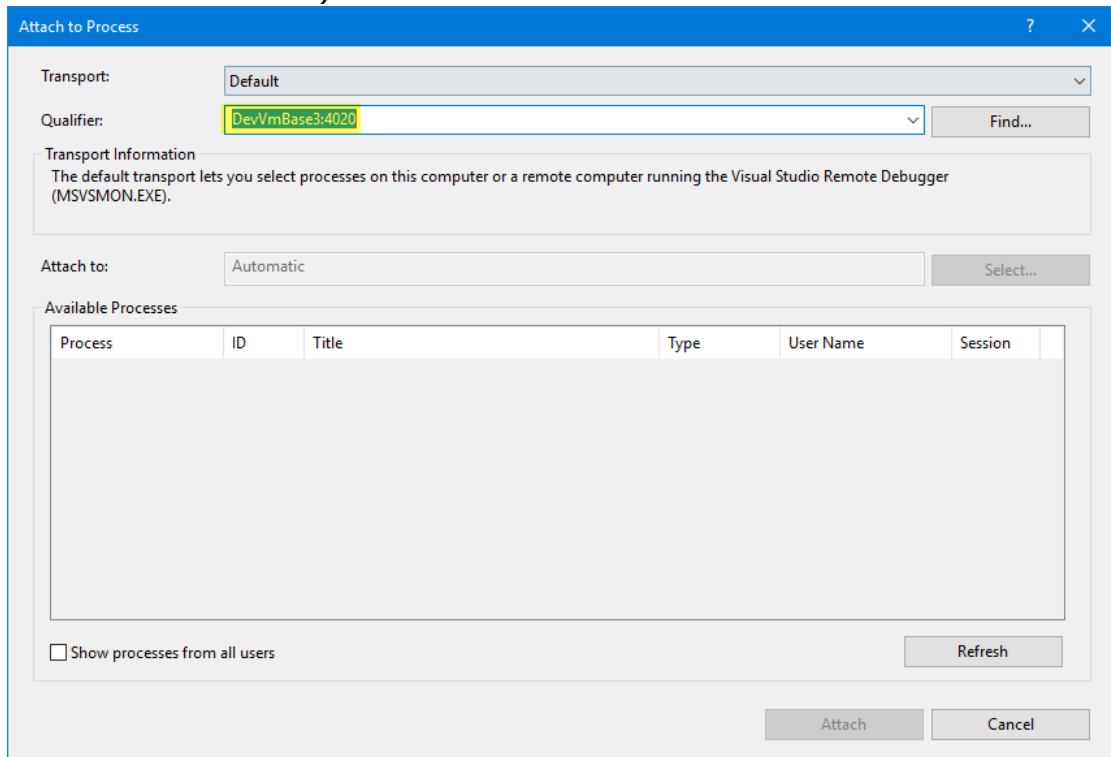 Attach to Process
Transport: Default
Qualifier: DevVmBase3:4020 Find...
Transport Information
The default transport lets you select processes on this computer or a remote computer running the Visual Studio Remote Debugger
(MSVSMON.EXE).
Attach to: Automatic Select...
Available Processes
Process ID Title Type User Name Session
Show processes from all users Refresh
Attach Cancel